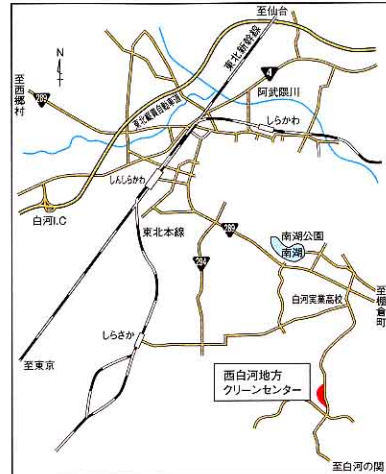 至仙台
N
東北新幹線
4
至西郷村
289
東北縦貫自動車道
阿武隈川
しらかわ
しんしらかわ
白河I.C
東北本線
289
南湖公園
南湖
294
至棚倉町
白河実業高校
しらさか
至東京
西白河地方
クリーンセンター
至白河の関